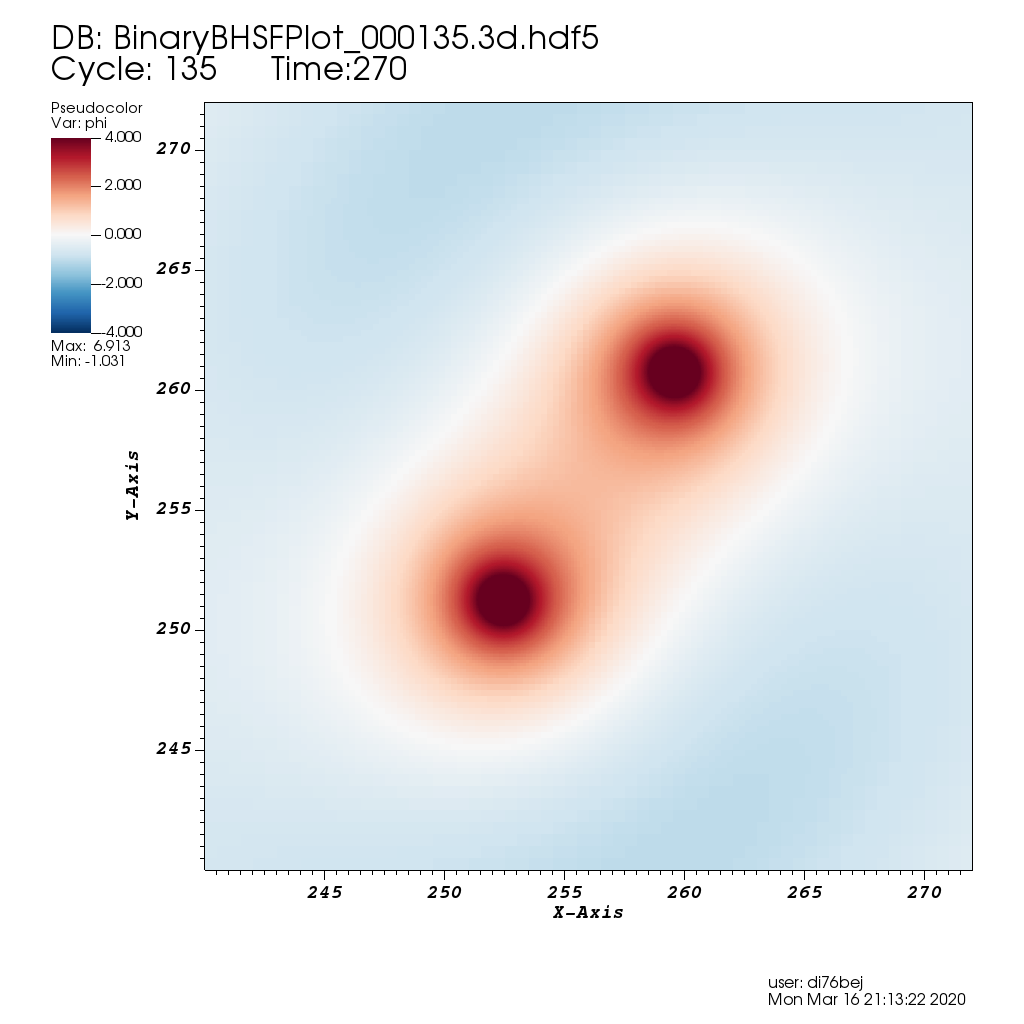 DB: BinaryBHSFPlot_000135.3d.hdf5
Cycle: 135 Time:270
Pseudocolor
Var: phi
4.000
2.000
0.000
-2.000
-4.000
Max: 6.913
Min: -1.031
270
265
260
255
250
245
Y-Axis
245 250 255 260 265 270
X-Axis
user: di76bej
Mon Mar 16 21:13:22 2020